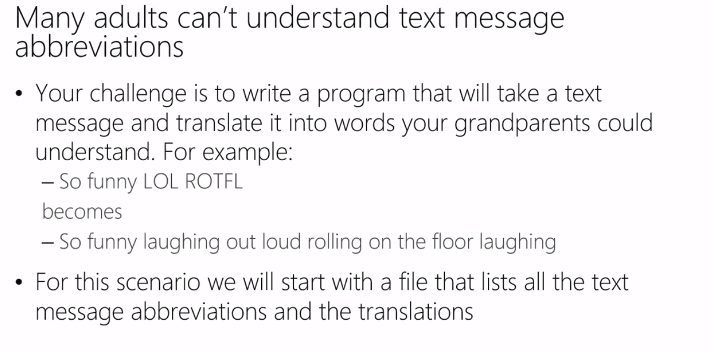 Many adults can't understand text message
abbreviations
• Your challenge is to write a program that will take a text
message and translate it into words your grandparents could
understand. For example:
– So funny LOL ROTFL
becomes
– So funny laughing out loud rolling on the floor laughing
• For this scenario we will start with a file that lists all the text
message abbreviations and the translations